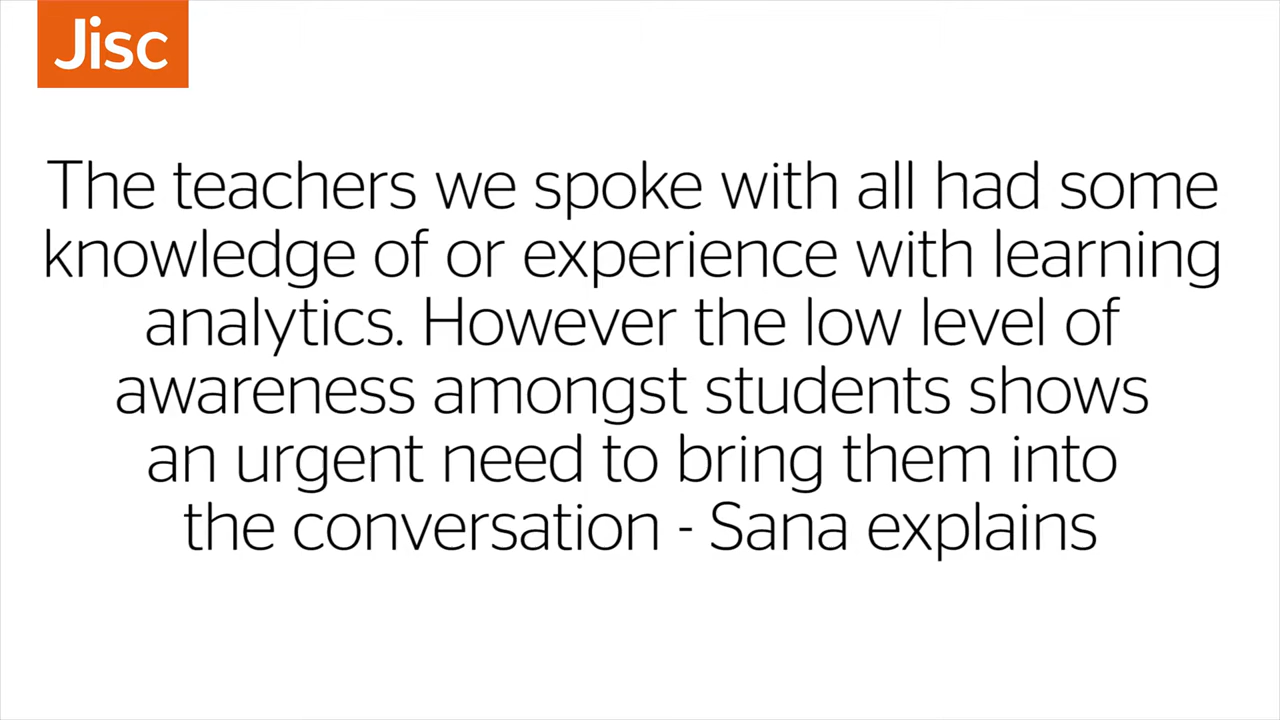 Jisc
The teachers we spoke with all had some
knowledge of or experience with learning
analytics. However the low level of
awareness amongst students shows
an urgent need to bring them into
the conversation - Sana explains